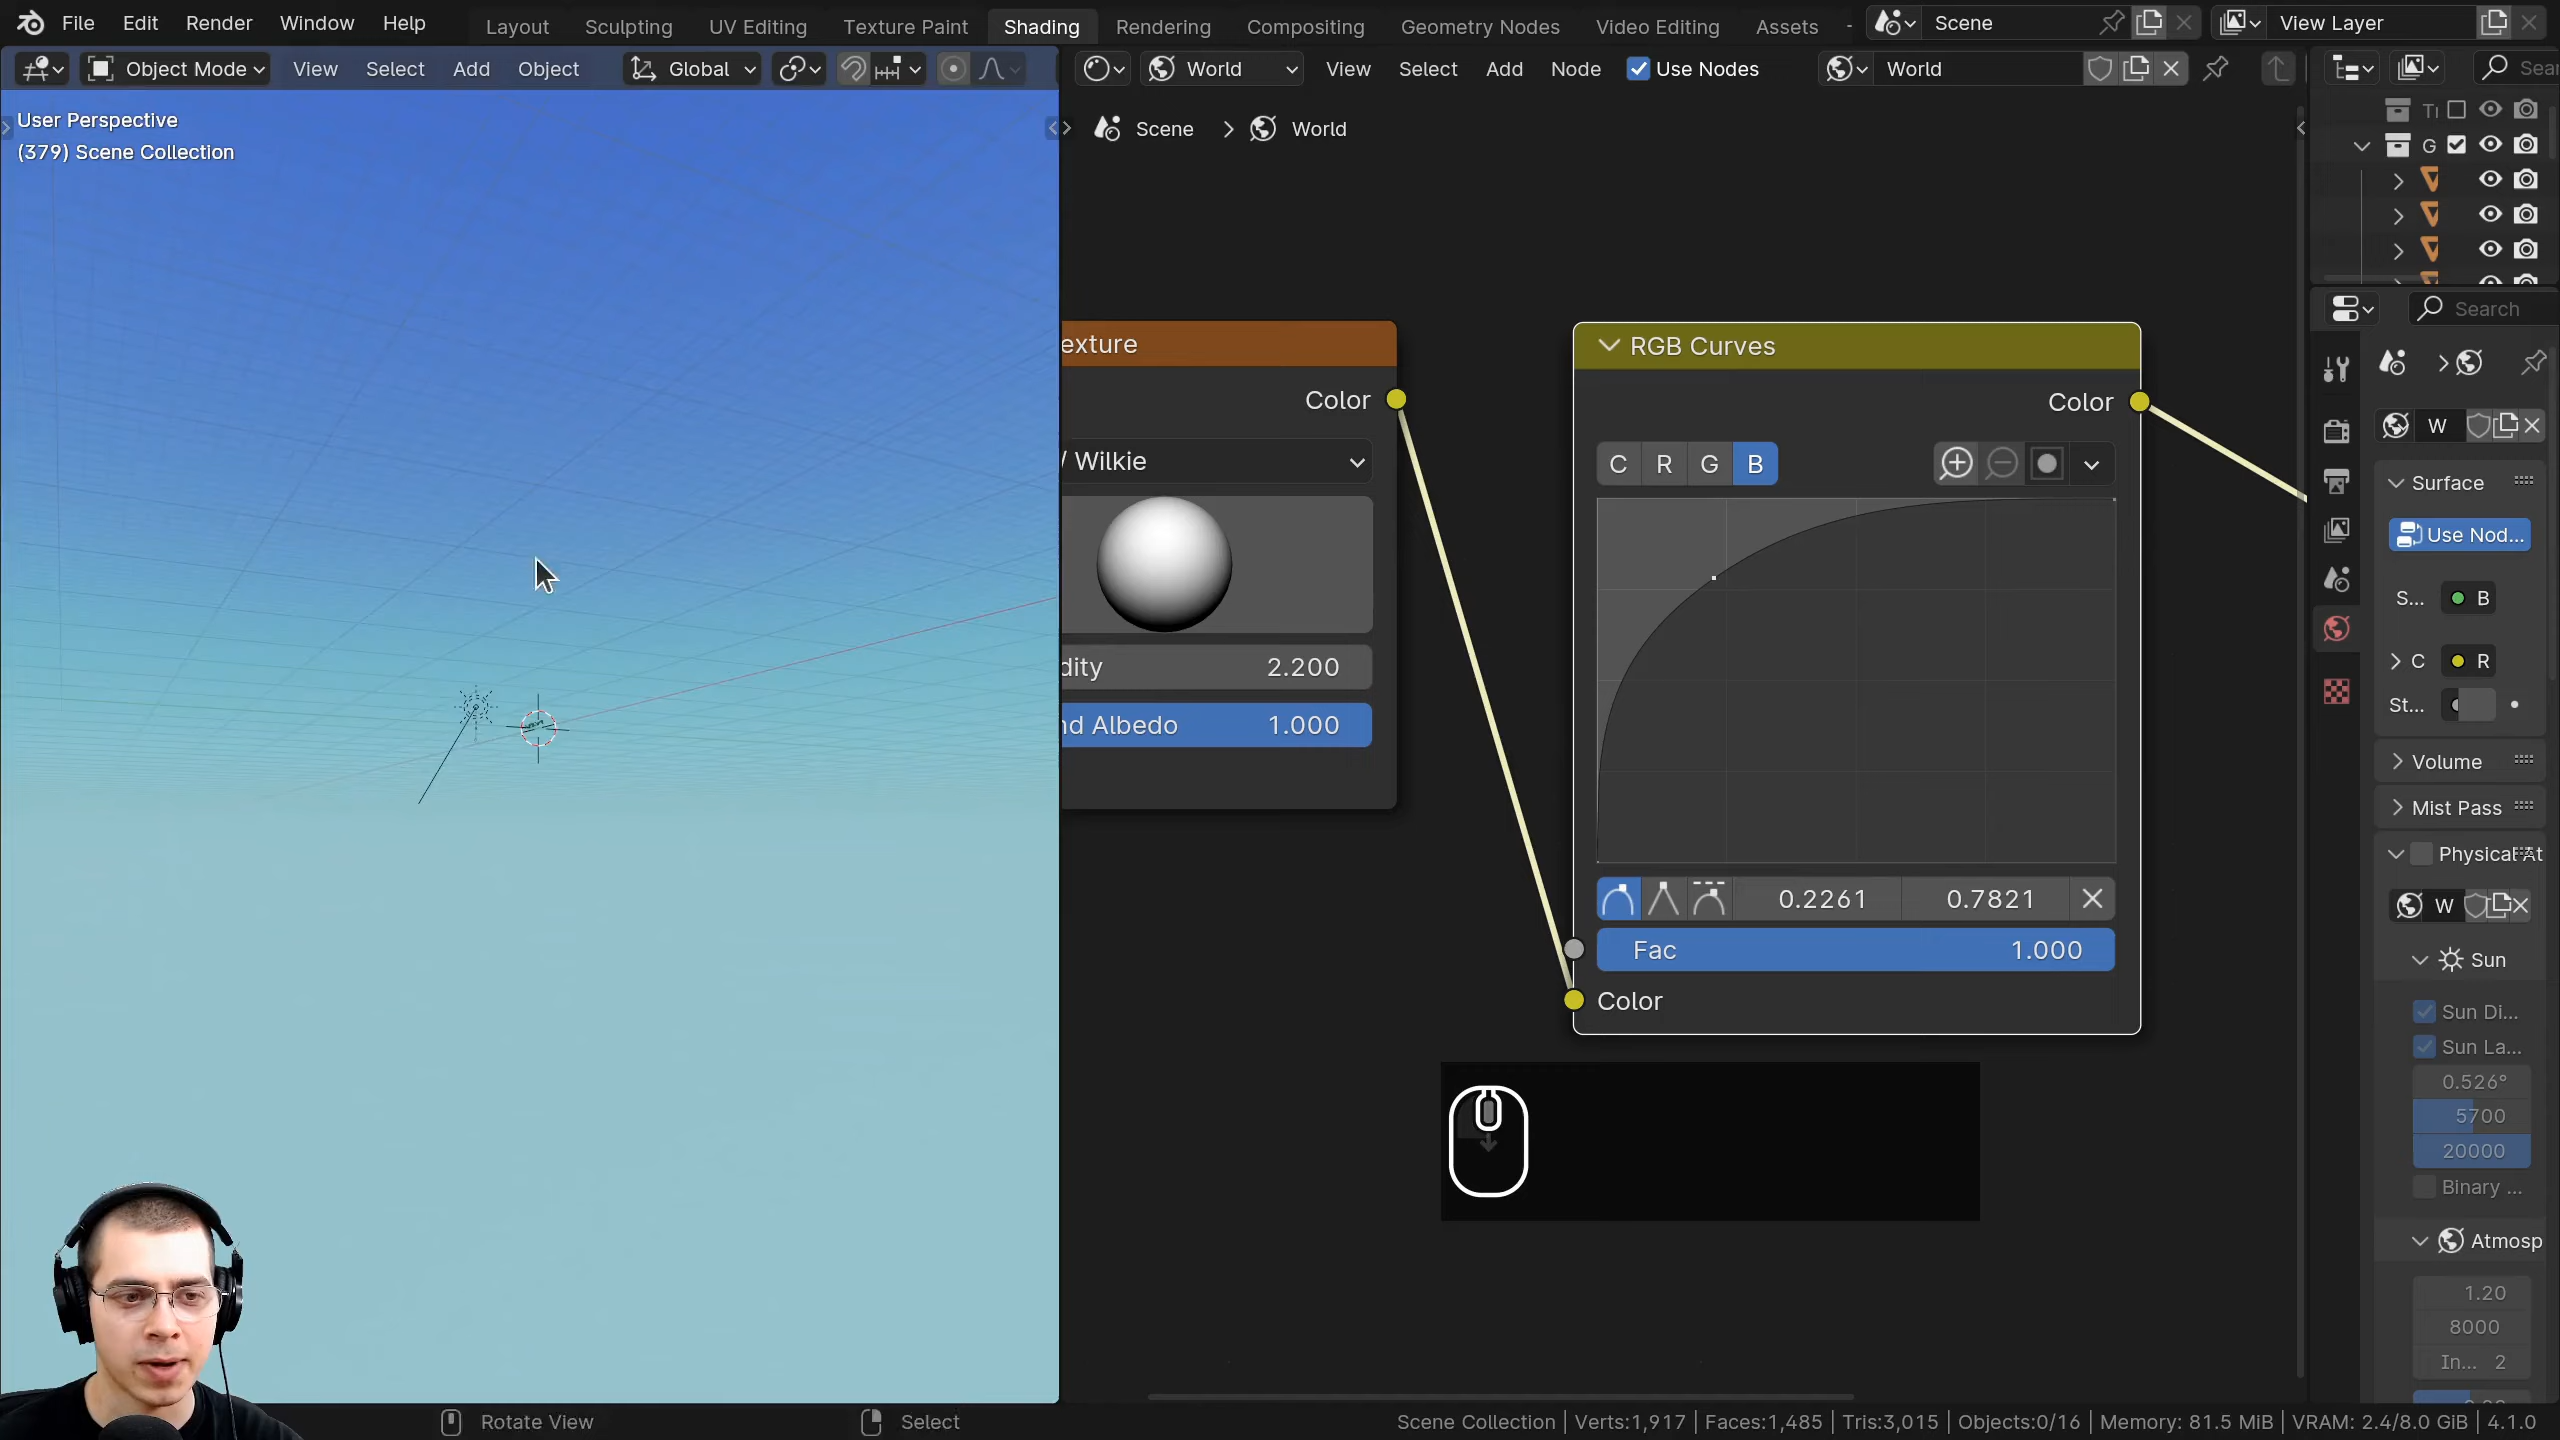 File Edit Render Window Help Layout Sculpting UV Editing Texture Paint Shading Rendering Compositing Geometry Nodes Video Editing Assets Scene View Layer
Object Mode View Select Add Object Global World View Select Add Node Use Nodes World Sear
User Perspective
(379) Scene Collection
Scene > World
G
exture
Color
/ Wilkie
dity 2.200
nd Albedo 1.000
RGB Curves
Color
C R G B
0.2261 0.7821
Fac 1.000
Color
Search
W
Surface
Use Nod...
S... B
C R
St...
Volume
Mist Pass
Physical At
W
Sun
Sun Di...
Sun La...
0.526°
5700
20000
Binary ...
Atmosp
1.20
8000
In... 2
Rotate View Select Scene Collection | Verts:1,917 | Faces:1,485 | Tris:3,015 | Objects:0/16 | Memory: 81.5 MiB | VRAM: 2.4/8.0 GiB | 4.1.0